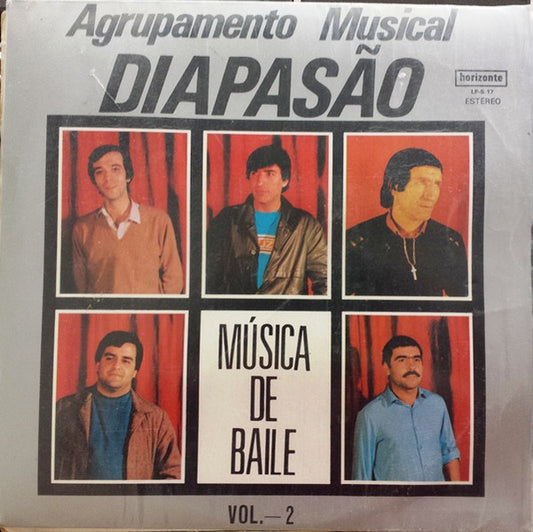 Agrupamento Musical
DIAPASÃO
horizonte
LP-S 17
ESTÉREO
MÚSICA
DE
BAILE
VOL.-2